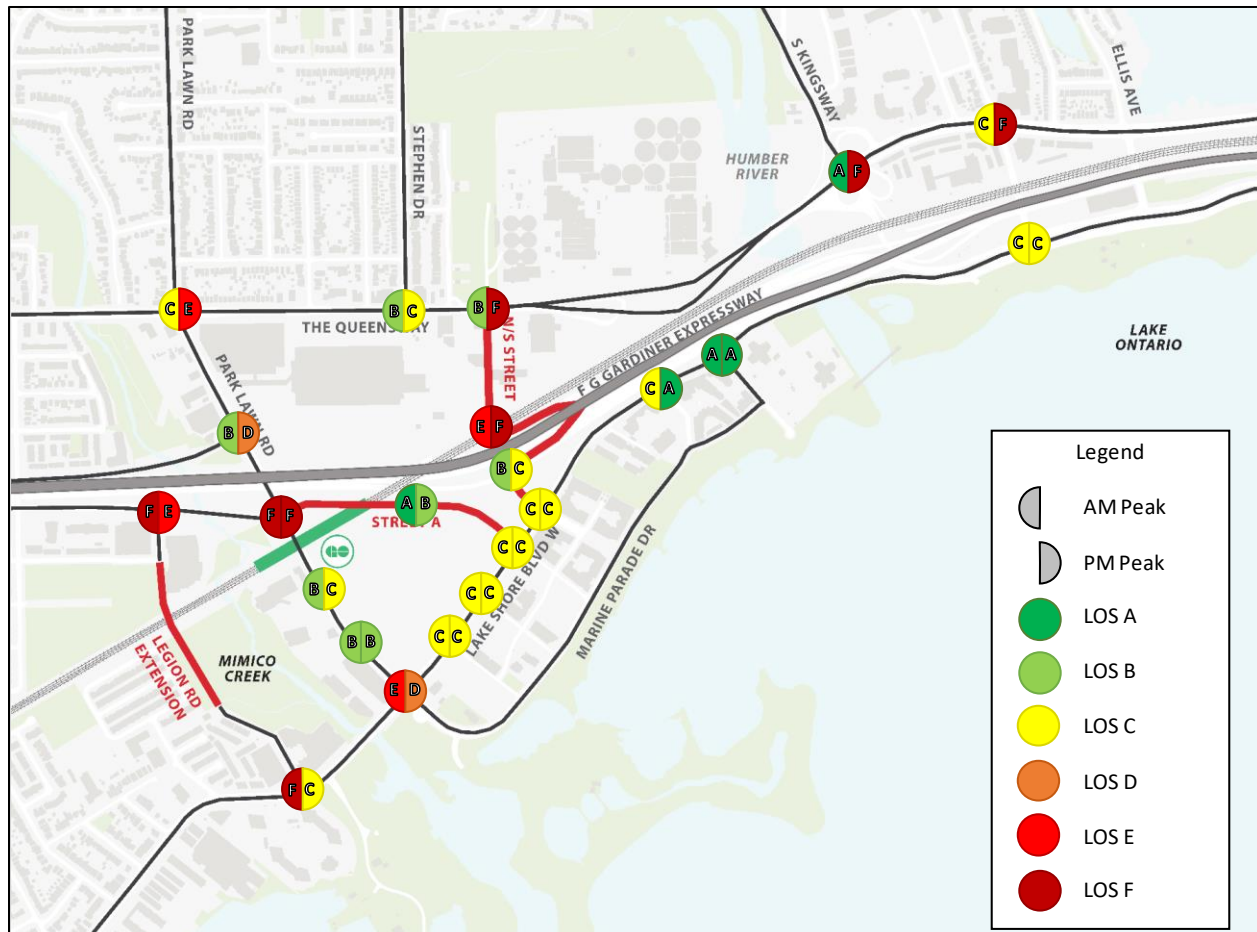 PARK LAWN RD
S KINGSWAY
ELLIS AVE
C F
STEPHEN DR
HUMBER
RIVER
A F
C C
C E
B C
B F
THE QUEENSWAY
N/S STREET
F G GARDINER EXPRESSWAY
LAKE
ONTARIO
A A
C A
PARK LAWN RD
B D
E F
B C
F E
F F
A B
STREET A
C C
C C
GO
B C
C C
LAKE SHORE BLVD W
MARINE PARADE DR
B B
C C
LEGION RD
EXTENSION
MIMICO
CREEK
E D
F C
Legend
AM Peak
PM Peak
LOS A
LOS B
LOS C
LOS D
LOS E
LOS F